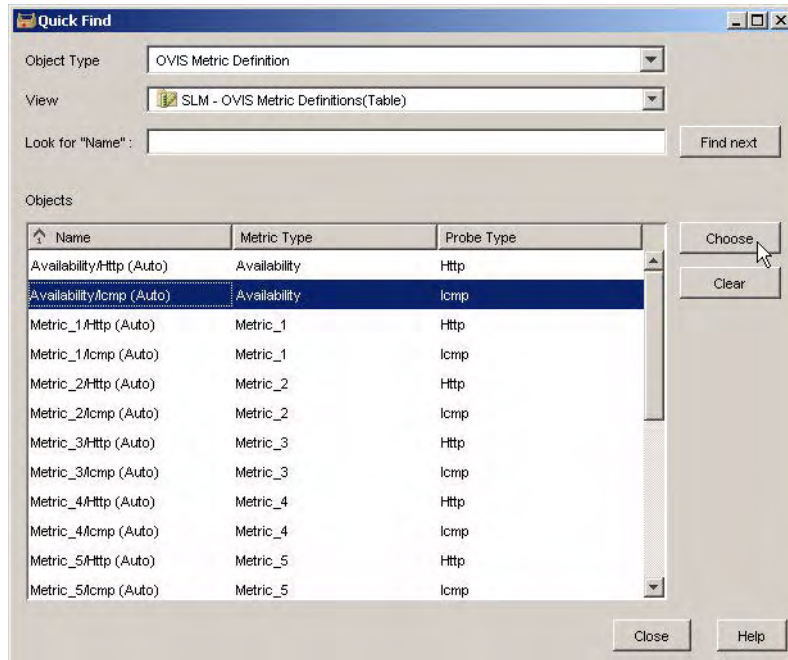 Quick Find
Object Type OVIS Metric Definition
View SLM - OVIS Metric Definitions(Table)
Look for "Name" : Find next
Objects
1 Name Metric Type Probe Type Choose
Availability/Http (Auto) Availability Http
Clear
Availability/Icmp (Auto) Availability Icmp
Metric_1/Http (Auto) Metric_1 Http
Metric_1/Icmp (Auto) Metric_1 Icmp
Metric_2/Http (Auto) Metric_2 Http
Metric_2/Icmp (Auto) Metric_2 Icmp
Metric_3/Http (Auto) Metric_3 Http
Metric_3/Icmp (Auto) Metric_3 Icmp
Metric_4/Http (Auto) Metric_4 Http
Metric_4/Icmp (Auto) Metric_4 Icmp
Metric_5/Http (Auto) Metric_5 Http
Metric_5/Icmp (Auto) Metric_5 Icmp
Close Help